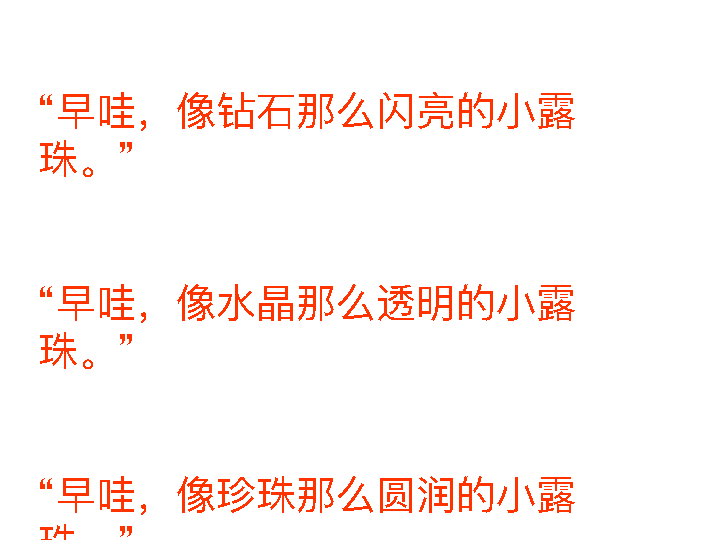 “早哇，像钻石那么闪亮的小露
珠。”
“早哇，像水晶那么透明的小露
珠。”
“早哇，像珍珠那么圆润的小露
珠。”